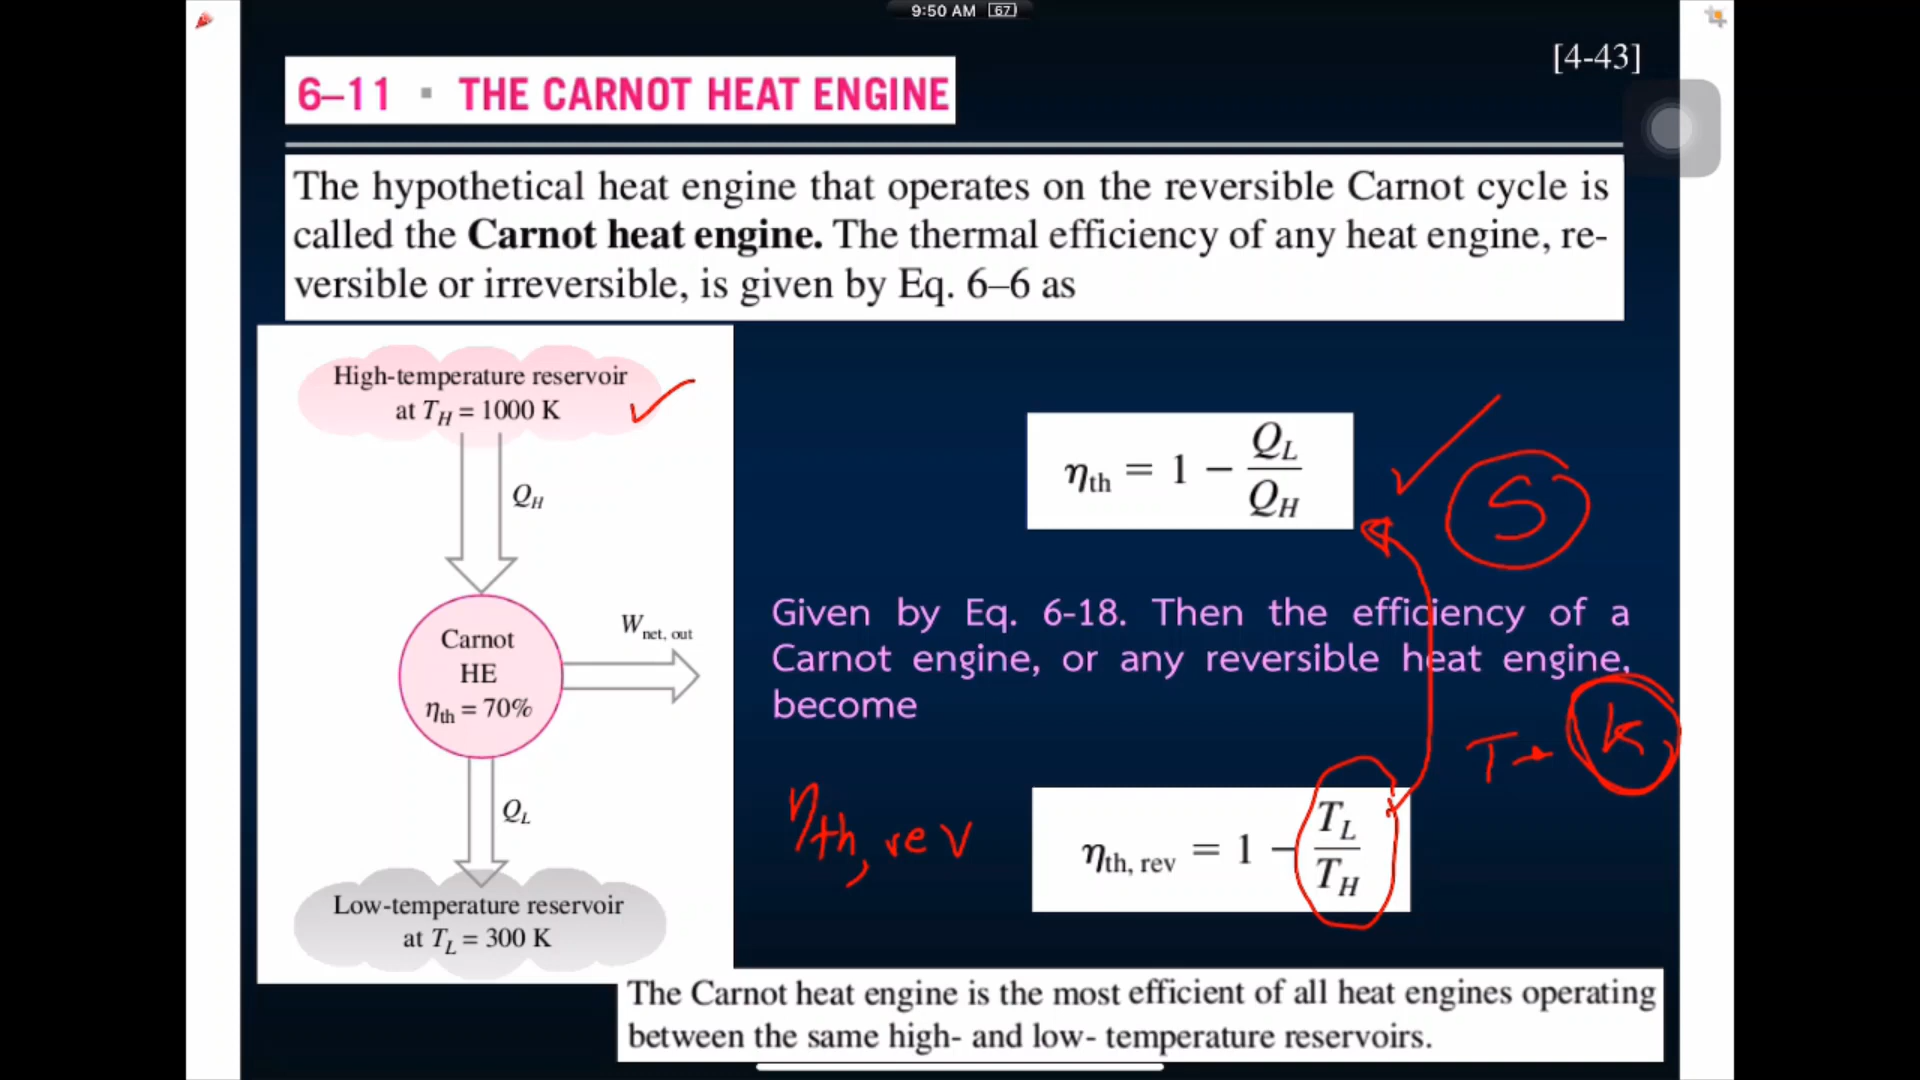 9:50 AM 67
[4-43]
6–11 ▪ THE CARNOT HEAT ENGINE
The hypothetical heat engine that operates on the reversible Carnot cycle is
called the Carnot heat engine. The thermal efficiency of any heat engine, re-
versible or irreversible, is given by Eq. 6–6 as
High-temperature reservoir
at T_H = 1000 K
Q_H
Carnot
HE
η_th = 70%
W_net, out
Q_L
Low-temperature reservoir
at T_L = 300 K
η_th = 1 − Q_L / Q_H
S
Given by Eq. 6-18. Then the efficiency of a
Carnot engine, or any reversible heat engine,
become
T → K
η_th, rev
η_th, rev = 1 − T_L / T_H
The Carnot heat engine is the most efficient of all heat engines operating
between the same high- and low- temperature reservoirs.